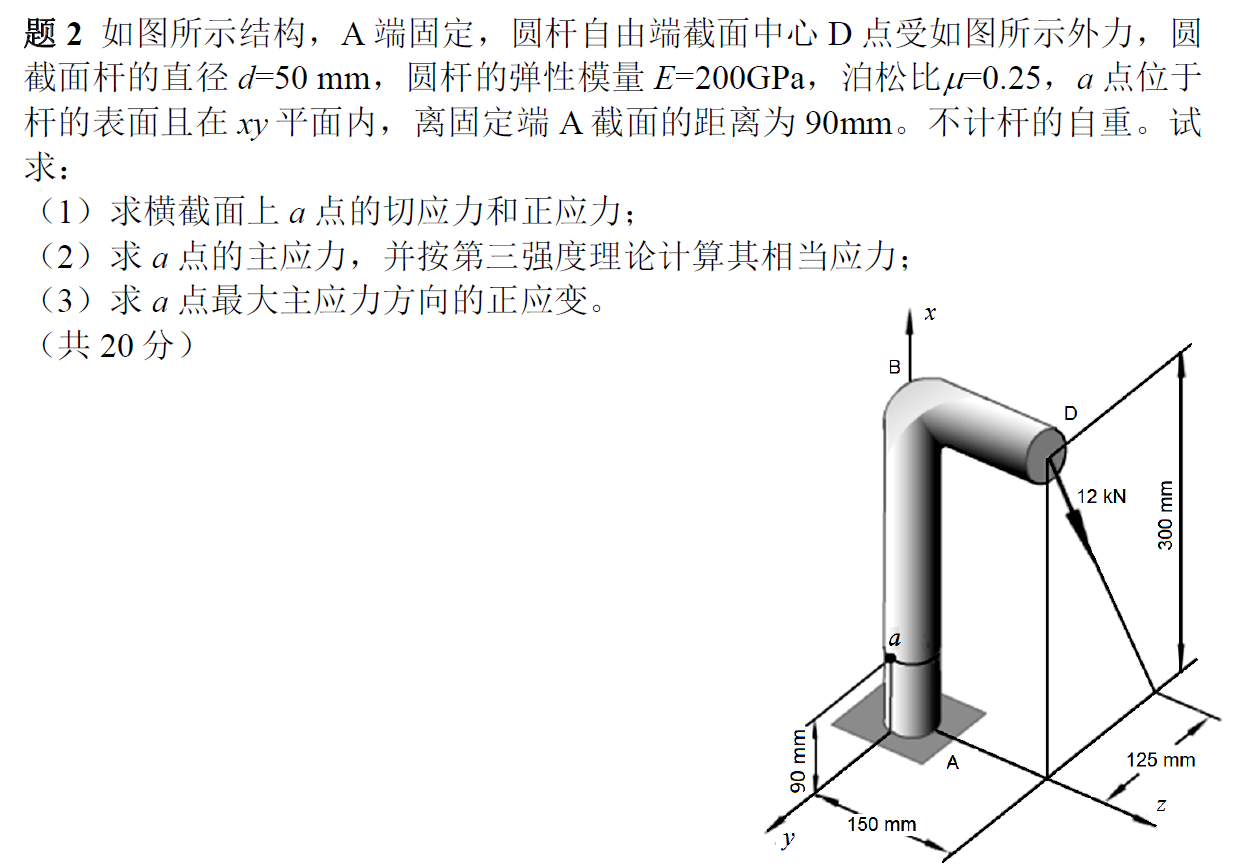 题 2 如图所示结构，A 端固定，圆杆自由端截面中心 D 点受如图所示外力，圆
截面杆的直径 d=50 mm，圆杆的弹性模量 E=200GPa，泊松比μ=0.25，a 点位于
杆的表面且在 xy 平面内，离固定端 A 截面的距离为 90mm。不计杆的自重。试
求：
（1）求横截面上 a 点的切应力和正应力；
（2）求 a 点的主应力，并按第三强度理论计算其相当应力；
（3）求 a 点最大主应力方向的正应变。
（共 20 分）
x
B
D
12 kN
300 mm
a
90 mm
A
125 mm
z
150 mm
y